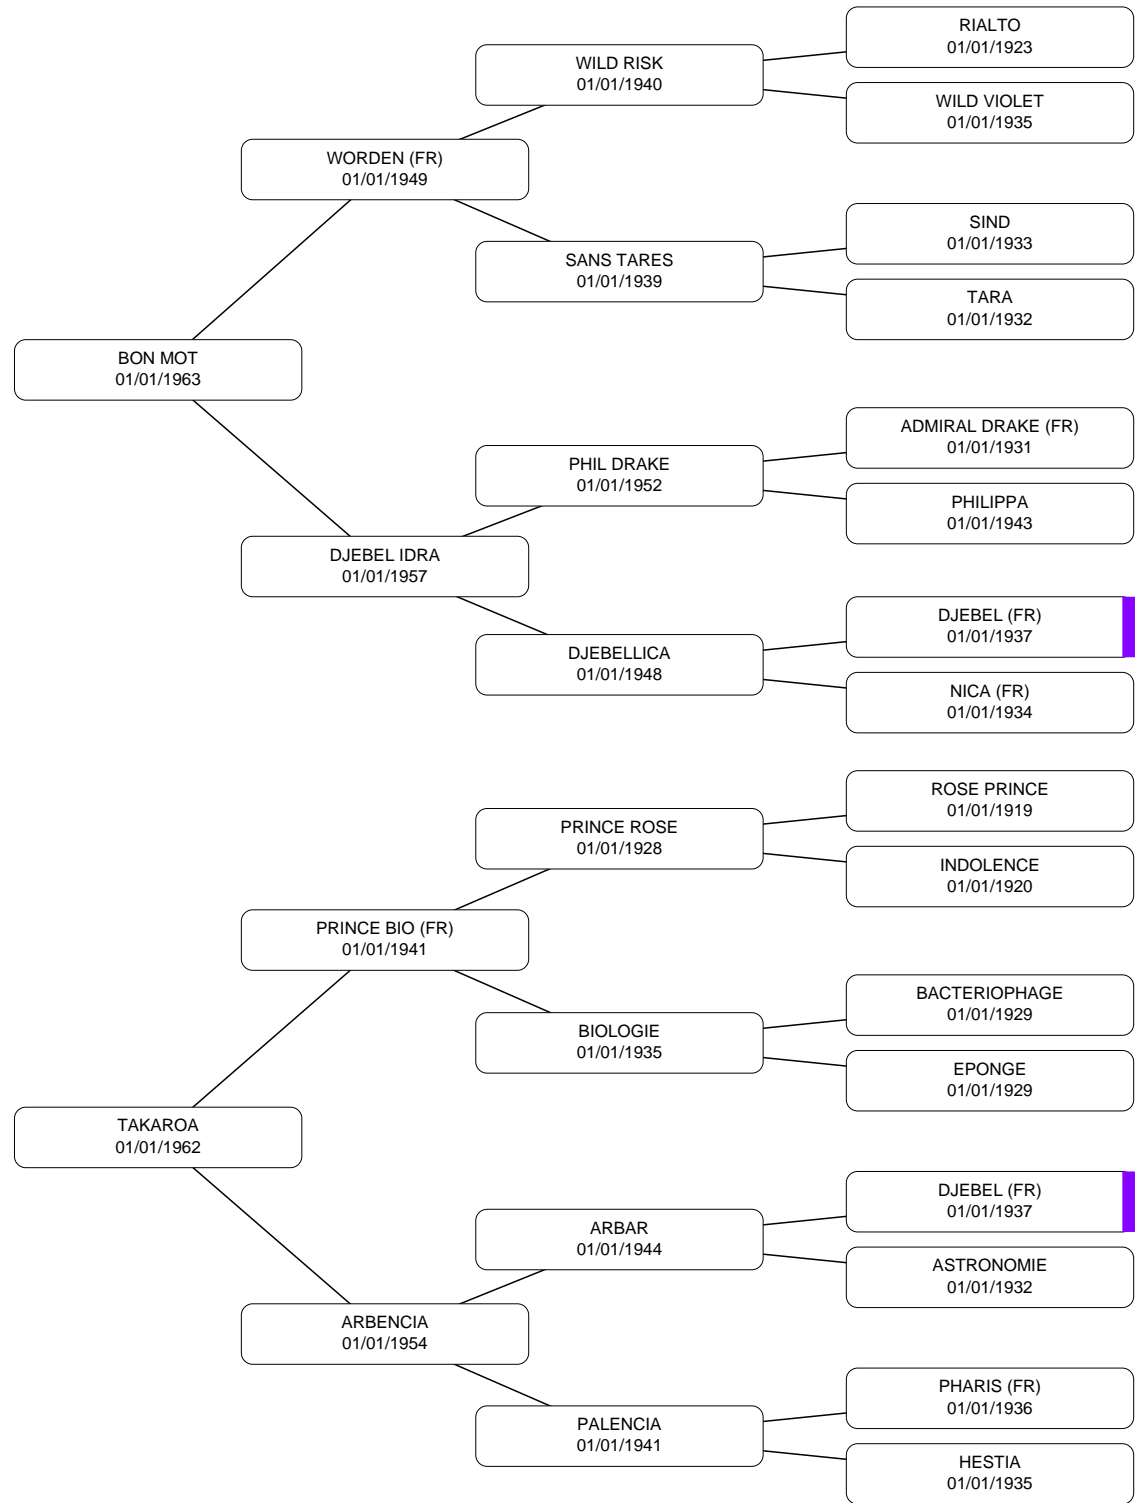 RIALTO
01/01/1923
WILD RISK
01/01/1940
WILD VIOLET
01/01/1935
WORDEN (FR)
01/01/1949
SIND
01/01/1933
SANS TARES
01/01/1939
TARA
01/01/1932
BON MOT
01/01/1963
ADMIRAL DRAKE (FR)
01/01/1931
PHIL DRAKE
01/01/1952
PHILIPPA
01/01/1943
DJEBEL IDRA
01/01/1957
DJEBEL (FR)
01/01/1937
DJEBELLICA
01/01/1948
NICA (FR)
01/01/1934
ROSE PRINCE
01/01/1919
PRINCE ROSE
01/01/1928
INDOLENCE
01/01/1920
PRINCE BIO (FR)
01/01/1941
BACTERIOPHAGE
01/01/1929
BIOLOGIE
01/01/1935
EPONGE
01/01/1929
TAKAROA
01/01/1962
DJEBEL (FR)
01/01/1937
ARBAR
01/01/1944
ASTRONOMIE
01/01/1932
ARBENCIA
01/01/1954
PHARIS (FR)
01/01/1936
PALENCIA
01/01/1941
HESTIA
01/01/1935